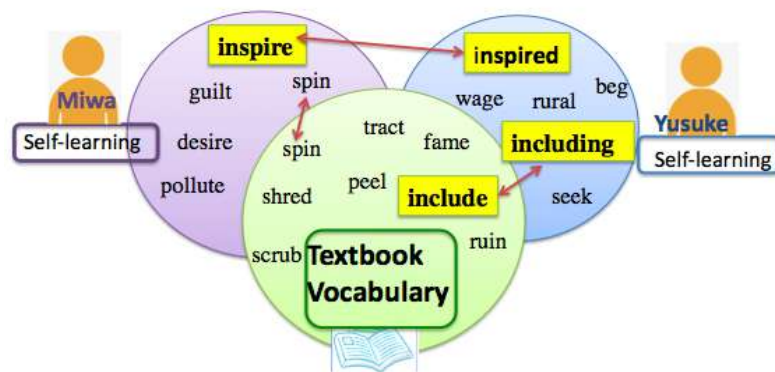 inspire
inspired
guilt
spin
Miwa
Self-learning
desire
pollute
wage
rural
beg
Yusuke
Self-learning
including
seek
tract
fame
spin
peel
shred
include
scrub
ruin
Textbook
Vocabulary